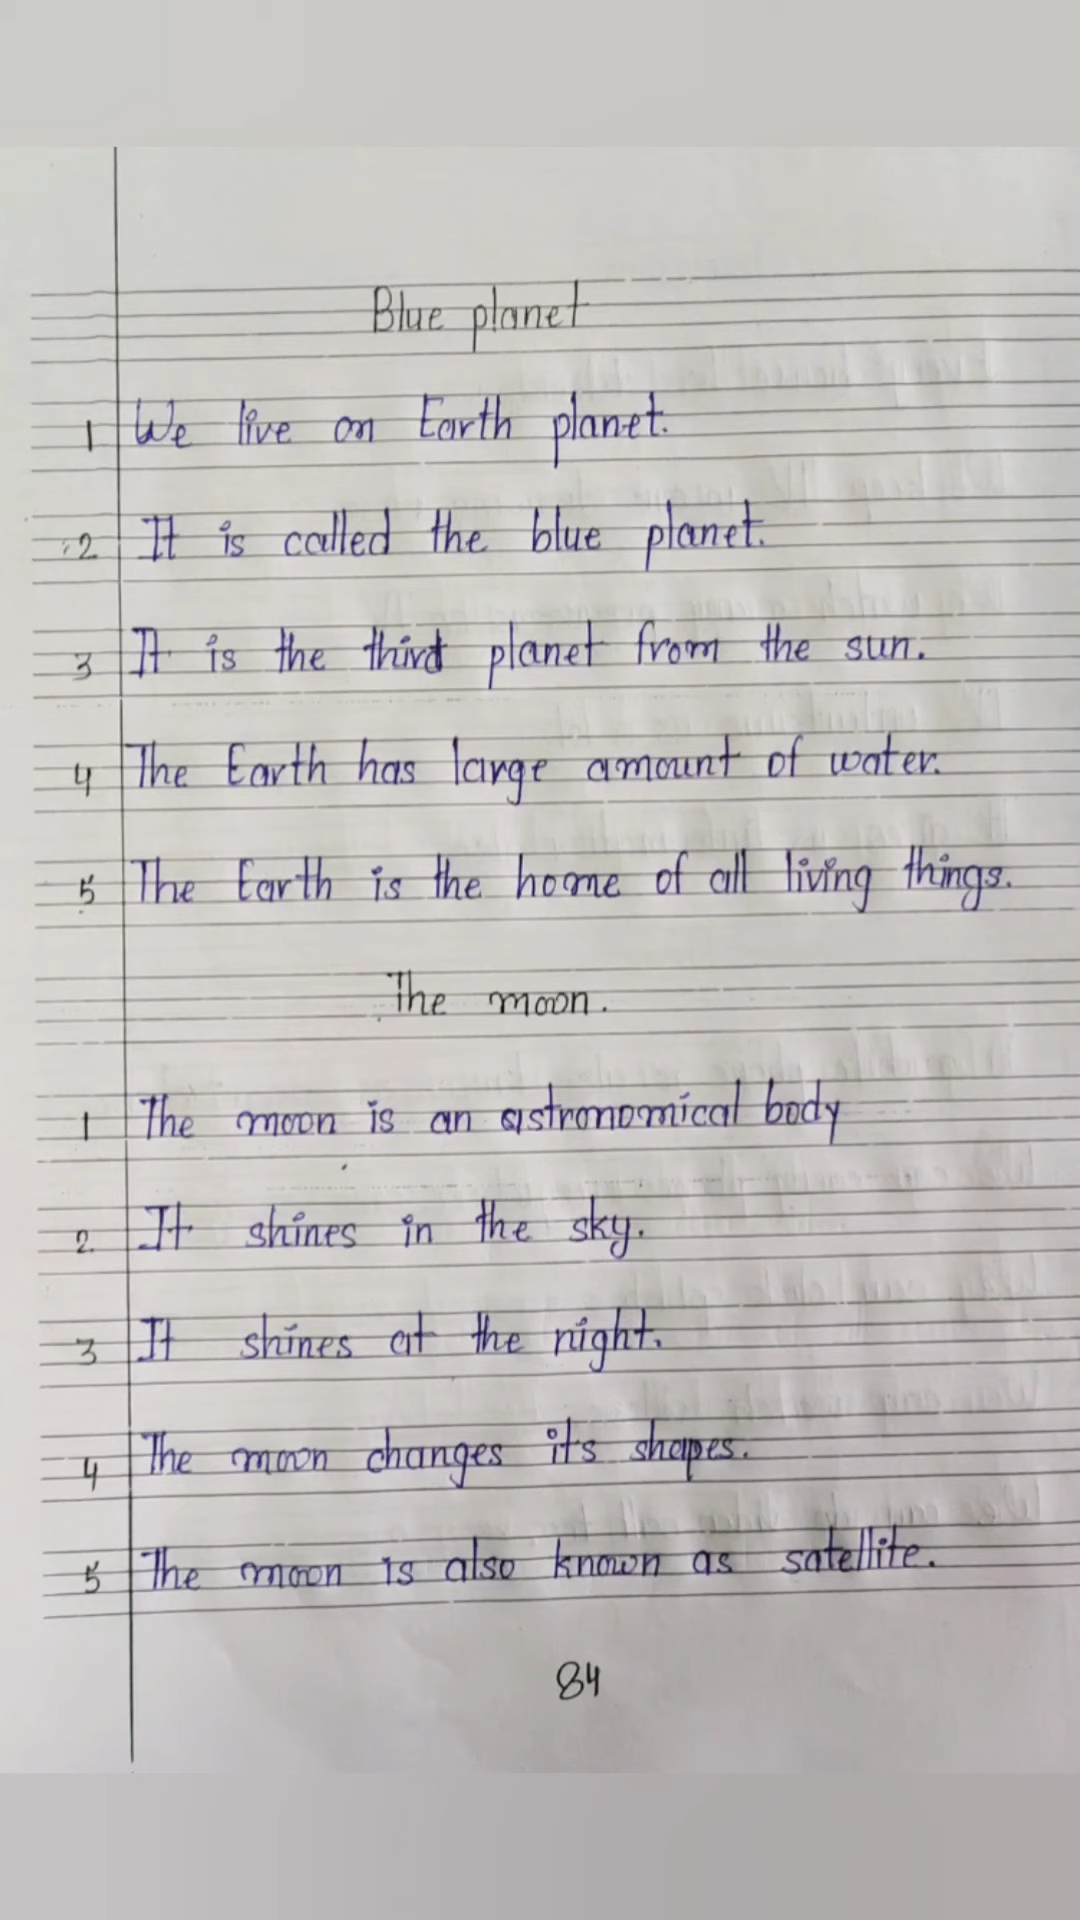 Blue planet
1 We live on Earth planet.
2 It is called the blue planet.
3 It is the third planet from the sun.
4 The Earth has large amount of water.
5 The Earth is the home of all living things.
The moon.
1 The moon is an astronomical body
2. It shines in the sky.
3 It shines at the night.
4 The moon changes its shapes.
5 The moon is also known as satellite.
84